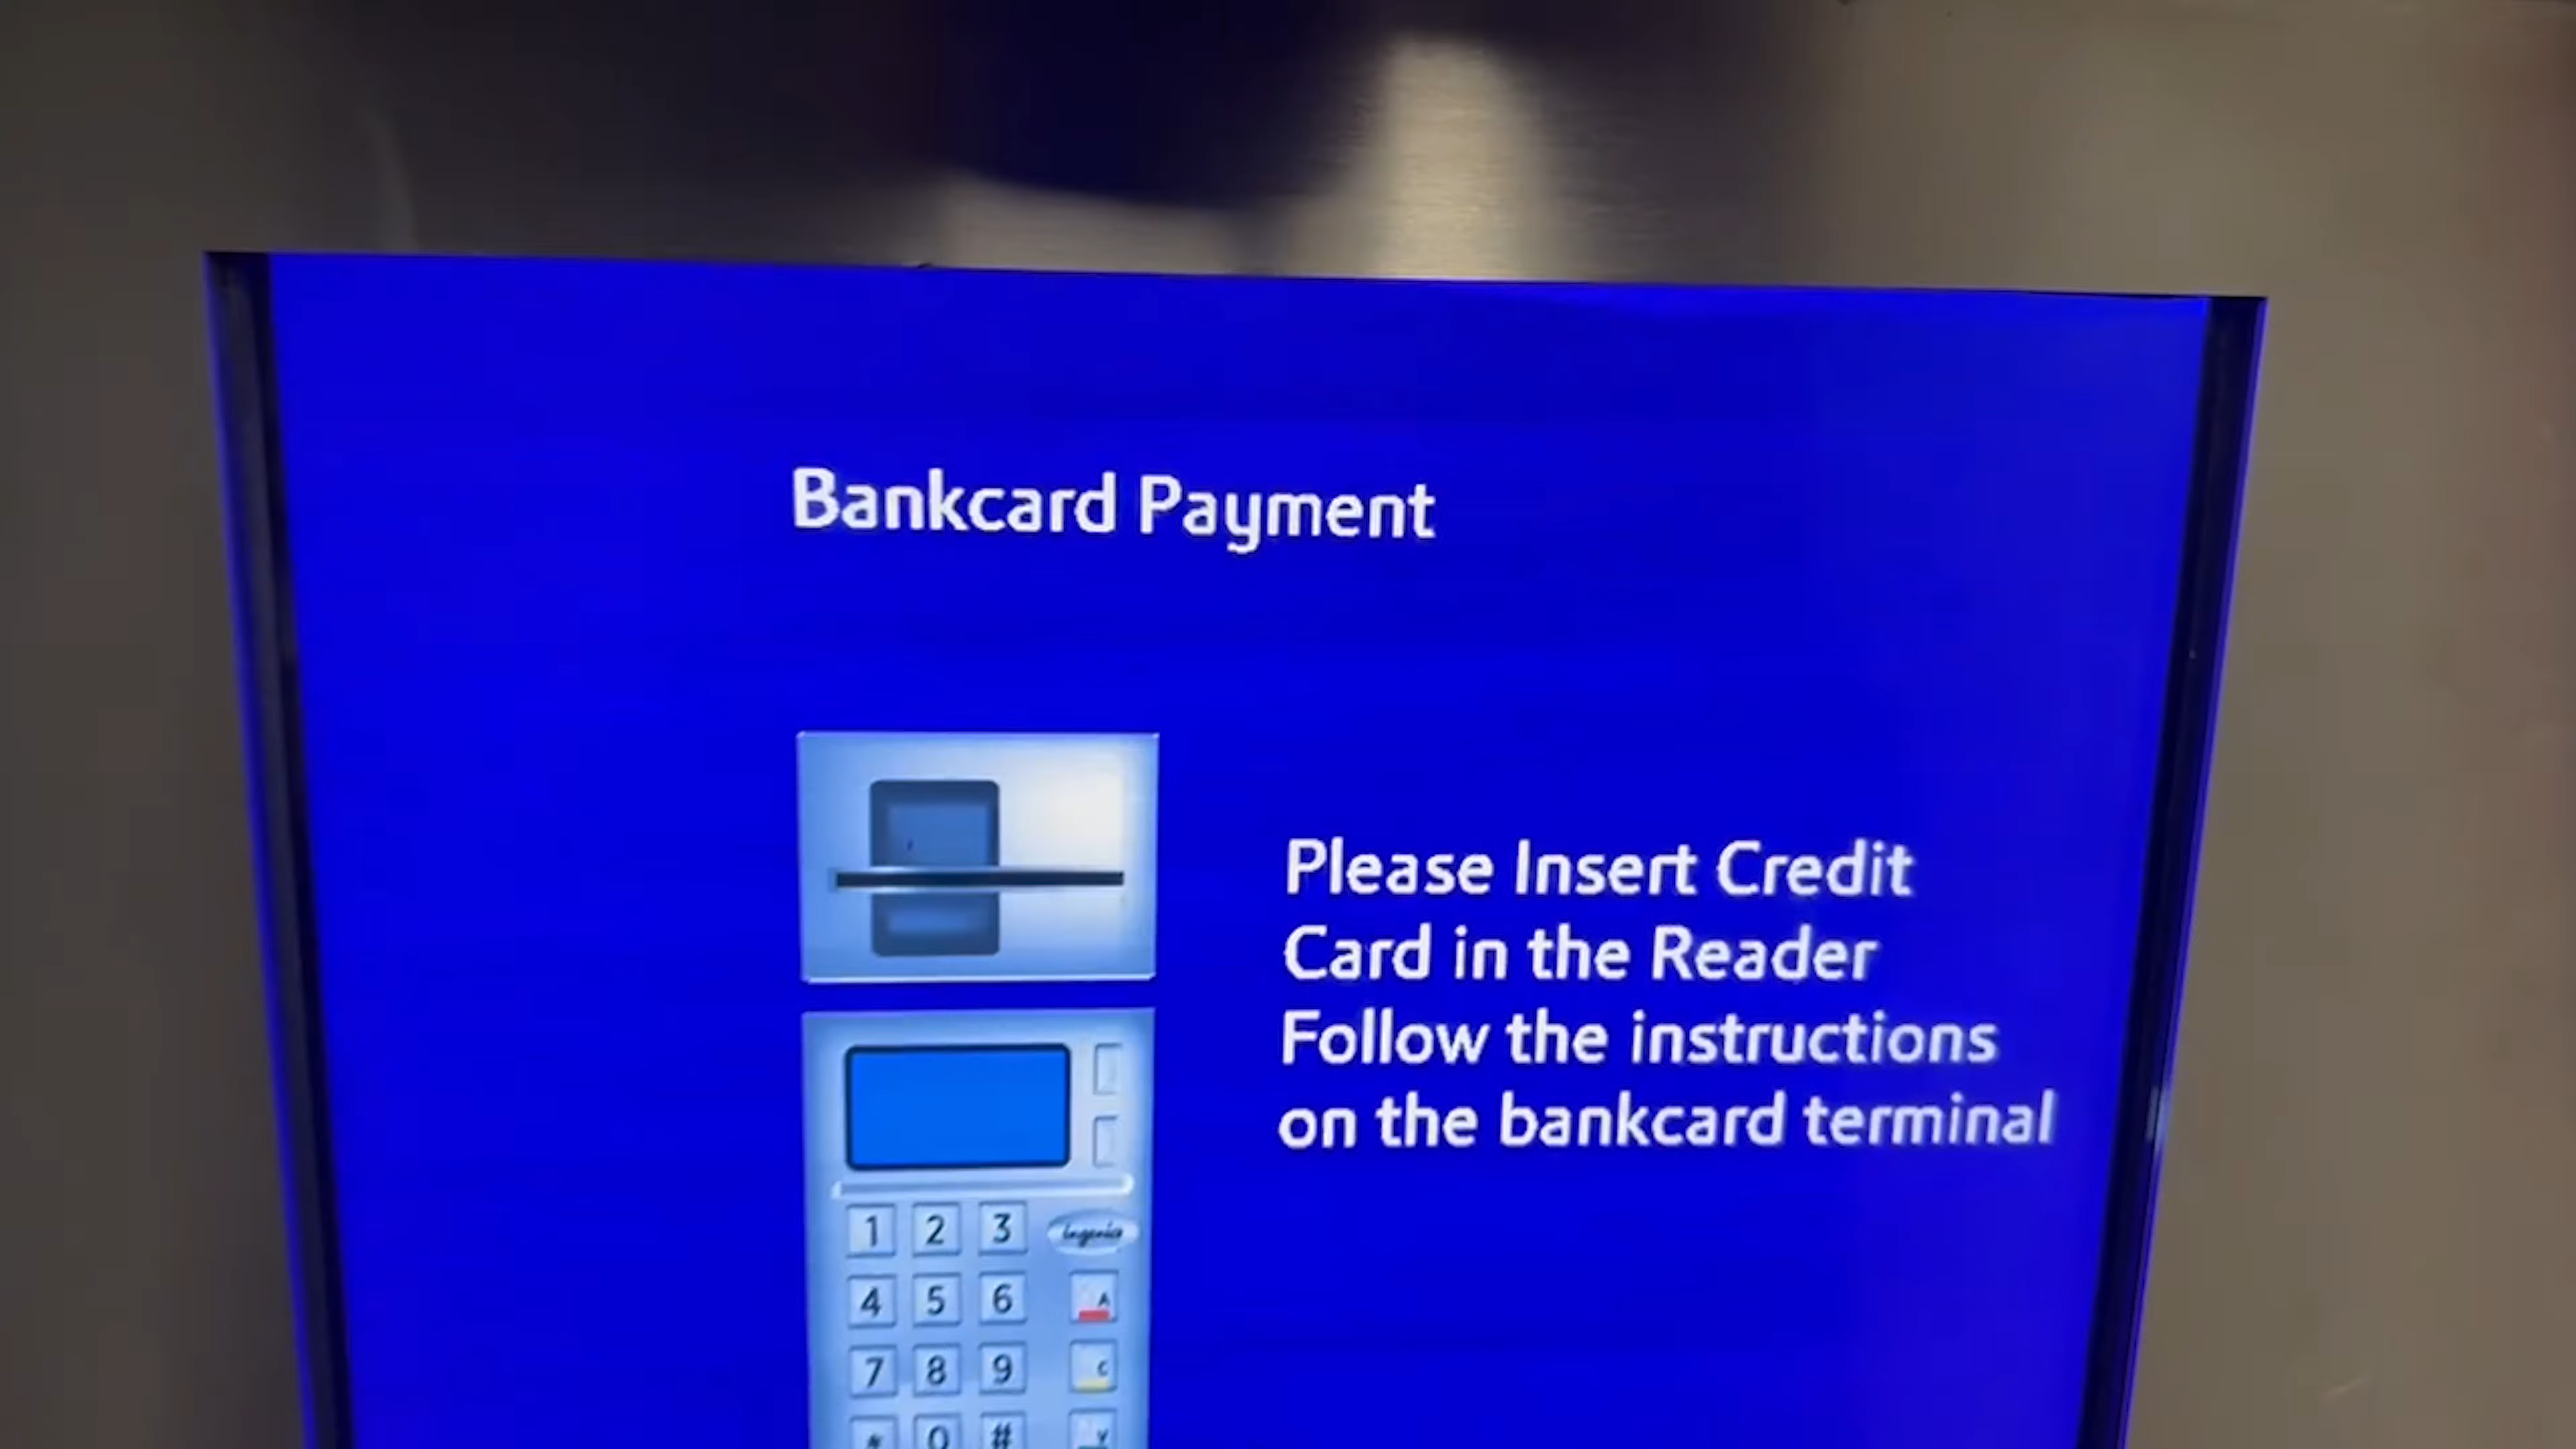 Bankcard Payment
Please Insert Credit
Card in the Reader
Follow the instructions
on the bankcard terminal
1 2 3 ingenico
4 5 6 A
7 8 9 C
* 0 # V